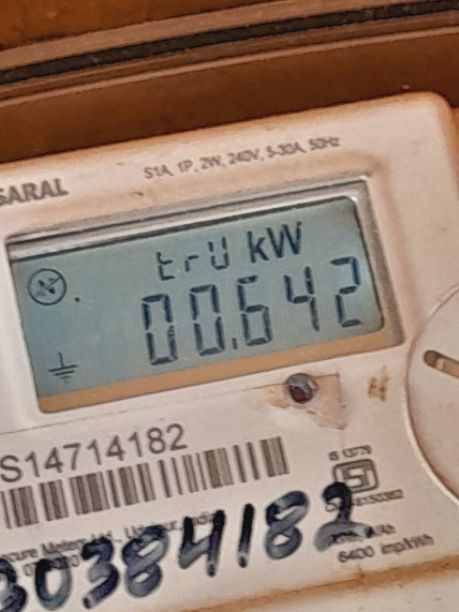 SARAL
S1A, 1P, 2W, 240V, 5-30A, 50Hz
trU kW
00.642
S14714182
IS 13779
6400 imp/kWh
30384182